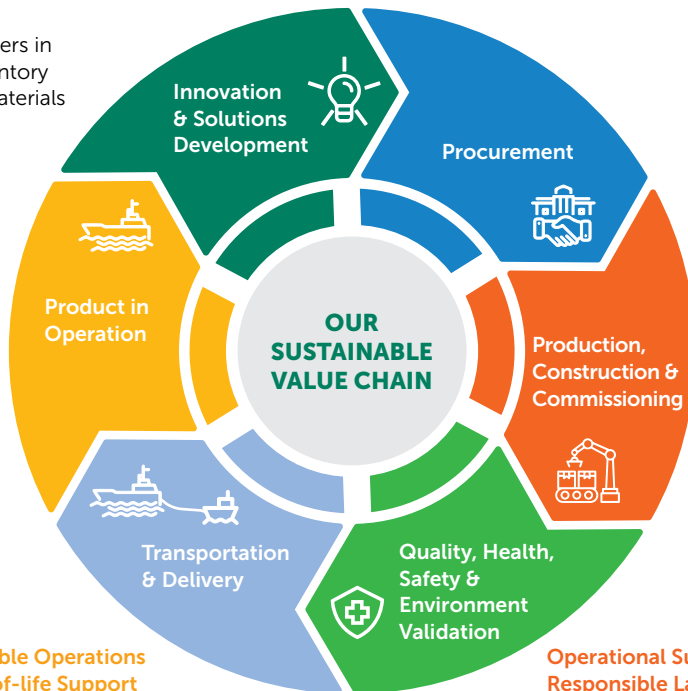 ers in
ntory
aterials
Innovation
& Solutions
Development
Procurement
Product in
Operation
OUR
SUSTAINABLE
VALUE CHAIN
Production,
Construction &
Commissioning
Transportation
& Delivery
Quality, Health,
Safety &
Environment
Validation
ble Operations
of-life Support
Operational Su
Responsible La